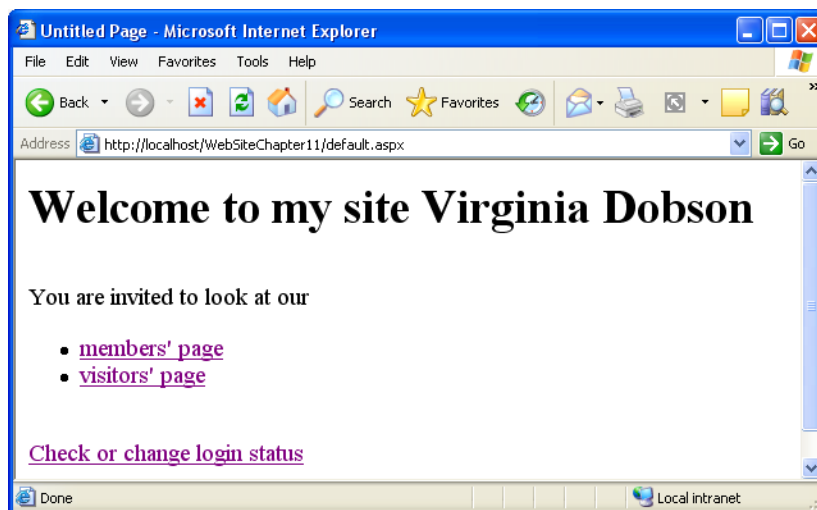 Untitled Page - Microsoft Internet Explorer
File Edit View Favorites Tools Help
Back Search Favorites »
Address http://localhost/WebSiteChapter11/default.aspx Go
Welcome to my site Virginia Dobson
You are invited to look at our
• members' page
• visitors' page
Check or change login status
Done Local intranet